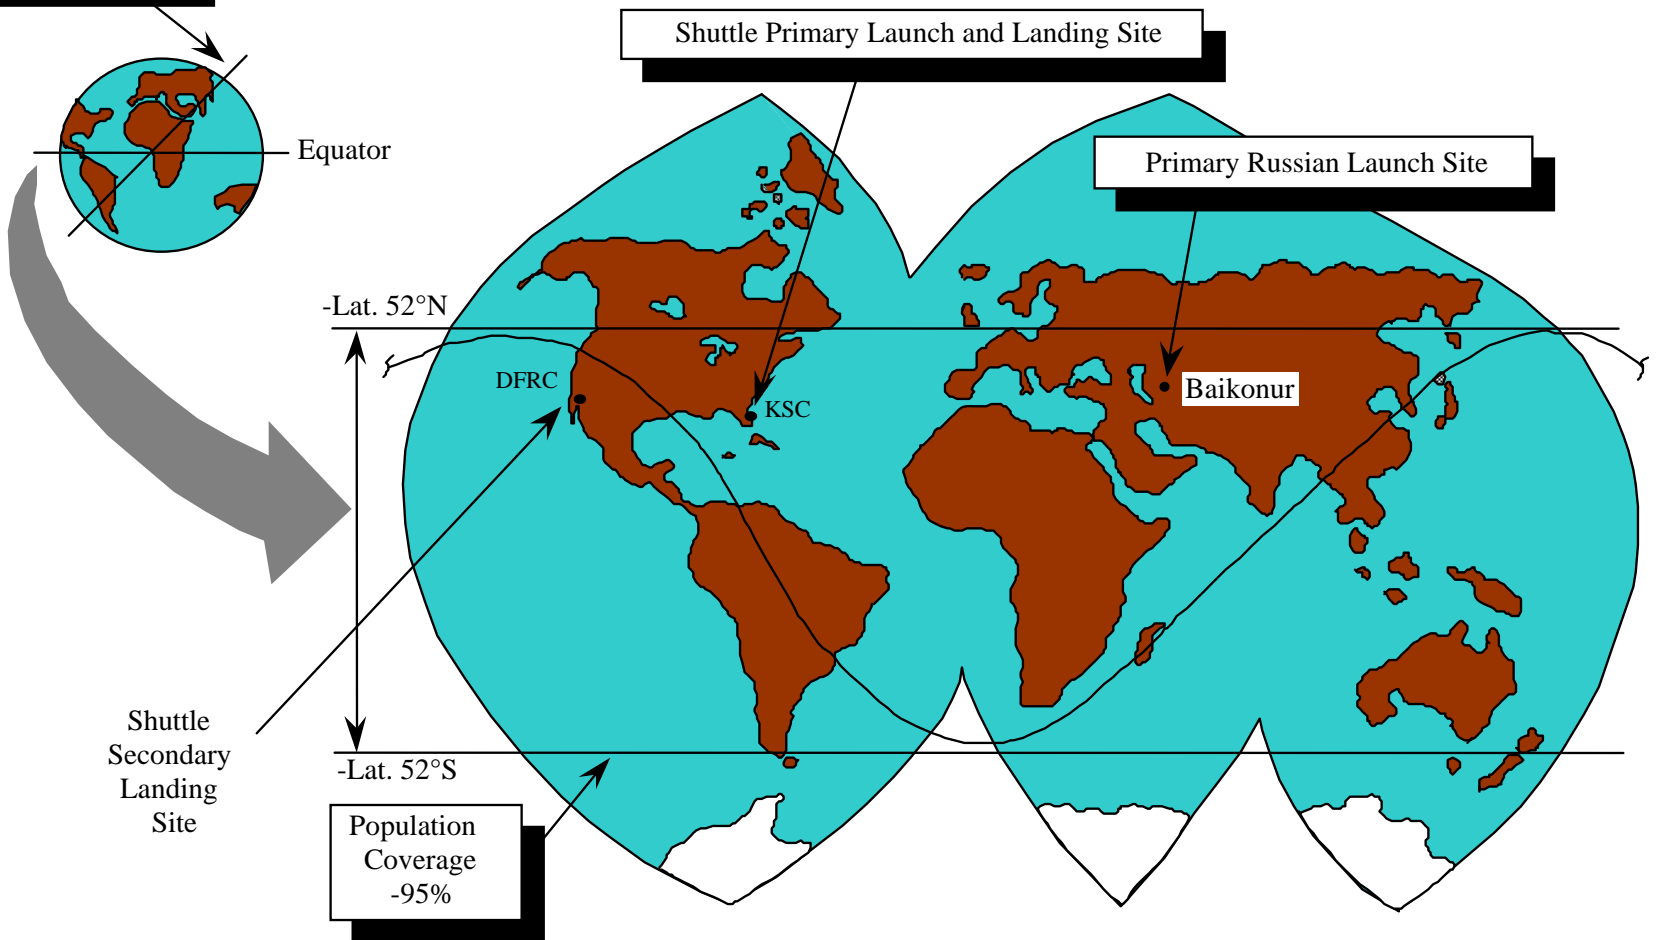 Shuttle Primary Launch and Landing Site
Equator
Primary Russian Launch Site
-Lat. 52°N
DFRC
KSC
Baikonur
Shuttle
Secondary
Landing
Site
-Lat. 52°S
Population
Coverage
-95%